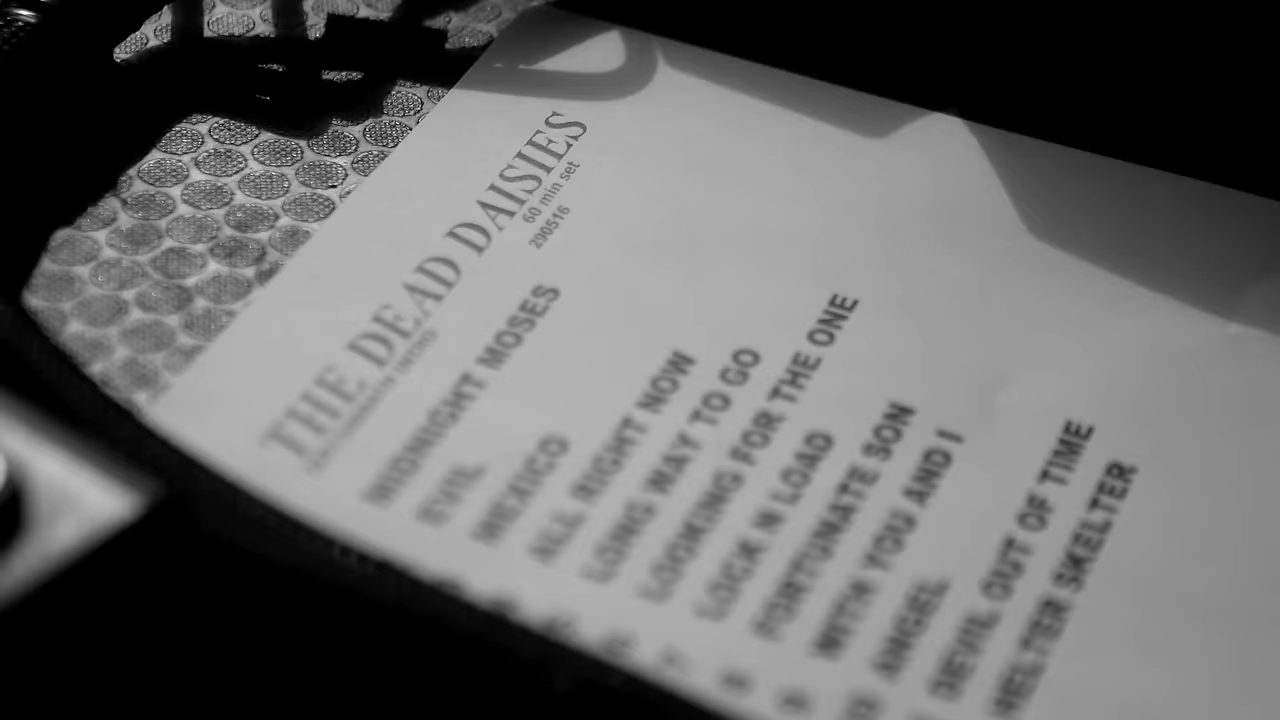 THE DEAD DAISIES
60 min set
290516
MIDNIGHT MOSES
EVIL
MEXICO
ALL RIGHT NOW
LONG WAY TO GO
LOOKING FOR THE ONE
LOCK N LOAD
FORTUNATE SON
WITH YOU AND I
ANGEL
DEVIL OUT OF TIME
HELTER SKELTER